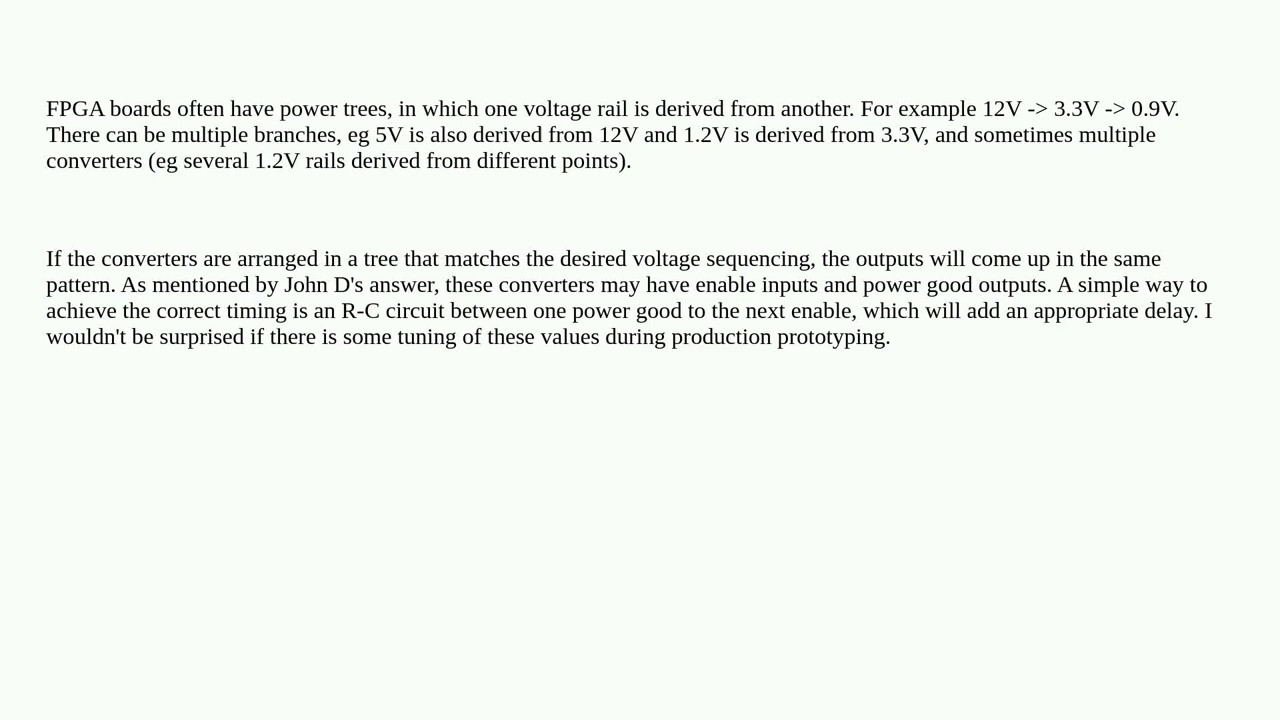 FPGA boards often have power trees, in which one voltage rail is derived from another. For example 12V -> 3.3V -> 0.9V.
There can be multiple branches, eg 5V is also derived from 12V and 1.2V is derived from 3.3V, and sometimes multiple
converters (eg several 1.2V rails derived from different points).
If the converters are arranged in a tree that matches the desired voltage sequencing, the outputs will come up in the same
pattern. As mentioned by John D's answer, these converters may have enable inputs and power good outputs. A simple way to
achieve the correct timing is an R-C circuit between one power good to the next enable, which will add an appropriate delay. I
wouldn't be surprised if there is some tuning of these values during production prototyping.